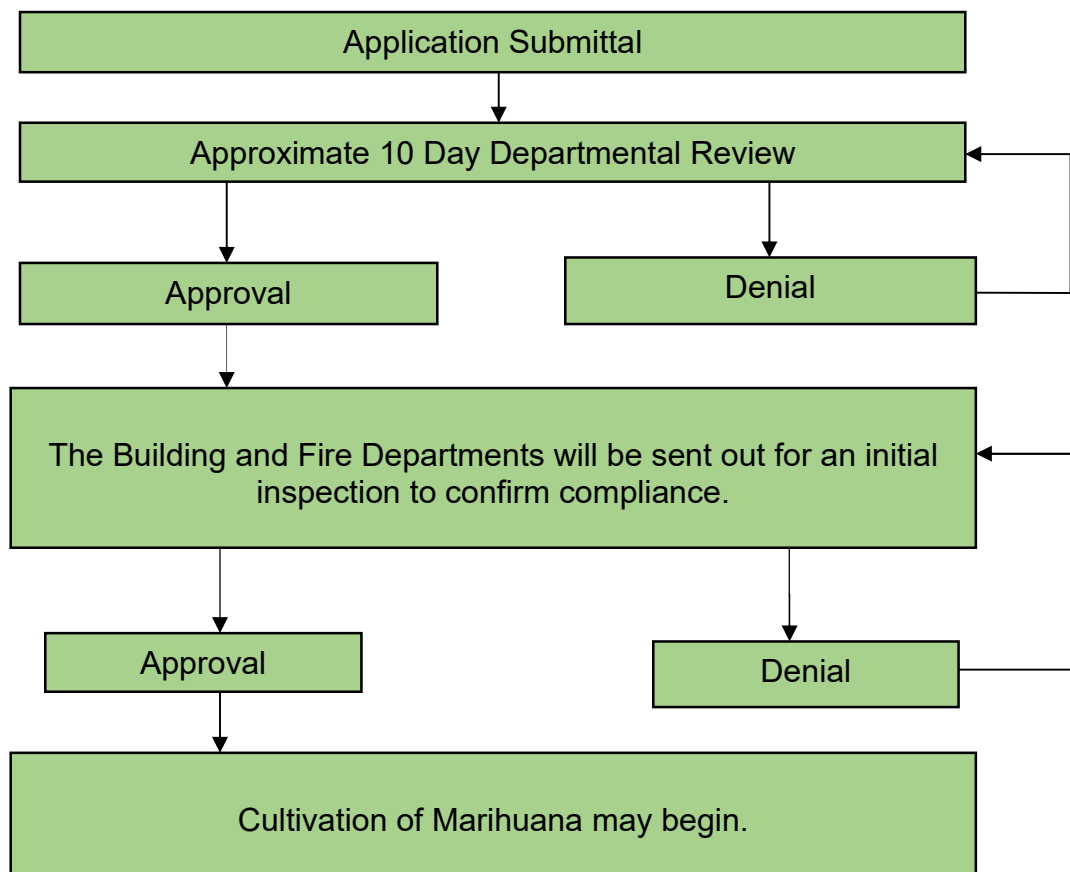 Application Submittal
Approximate 10 Day Departmental Review
Approval
Denial
The Building and Fire Departments will be sent out for an initial
inspection to confirm compliance.
Approval
Denial
Cultivation of Marihuana may begin.